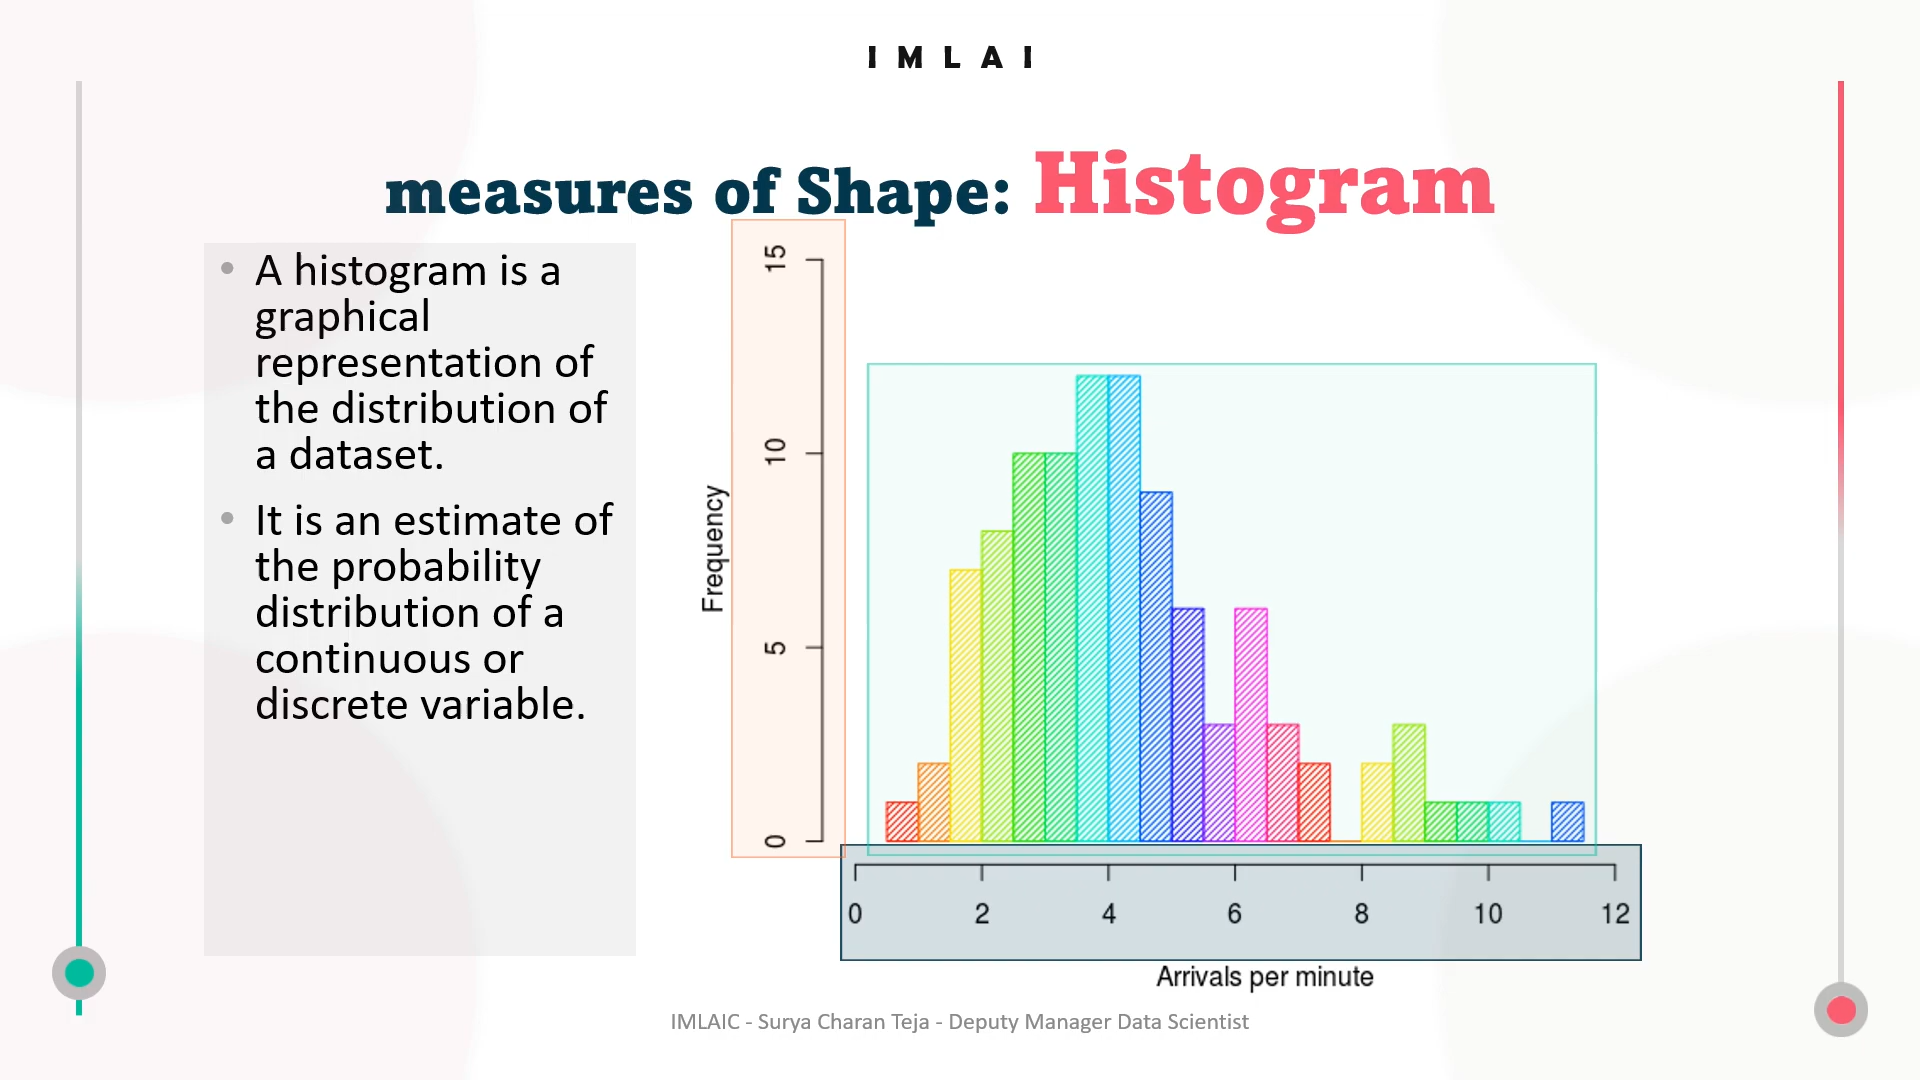 IMLAI
measures of Shape: Histogram
• A histogram is a
graphical
representation of
the distribution of
a dataset.
• It is an estimate of
the probability
distribution of a
continuous or
discrete variable.
Frequency
15
10
5
0
0 2 4 6 8 10 12
Arrivals per minute
IMLAIC - Surya Charan Teja - Deputy Manager Data Scientist